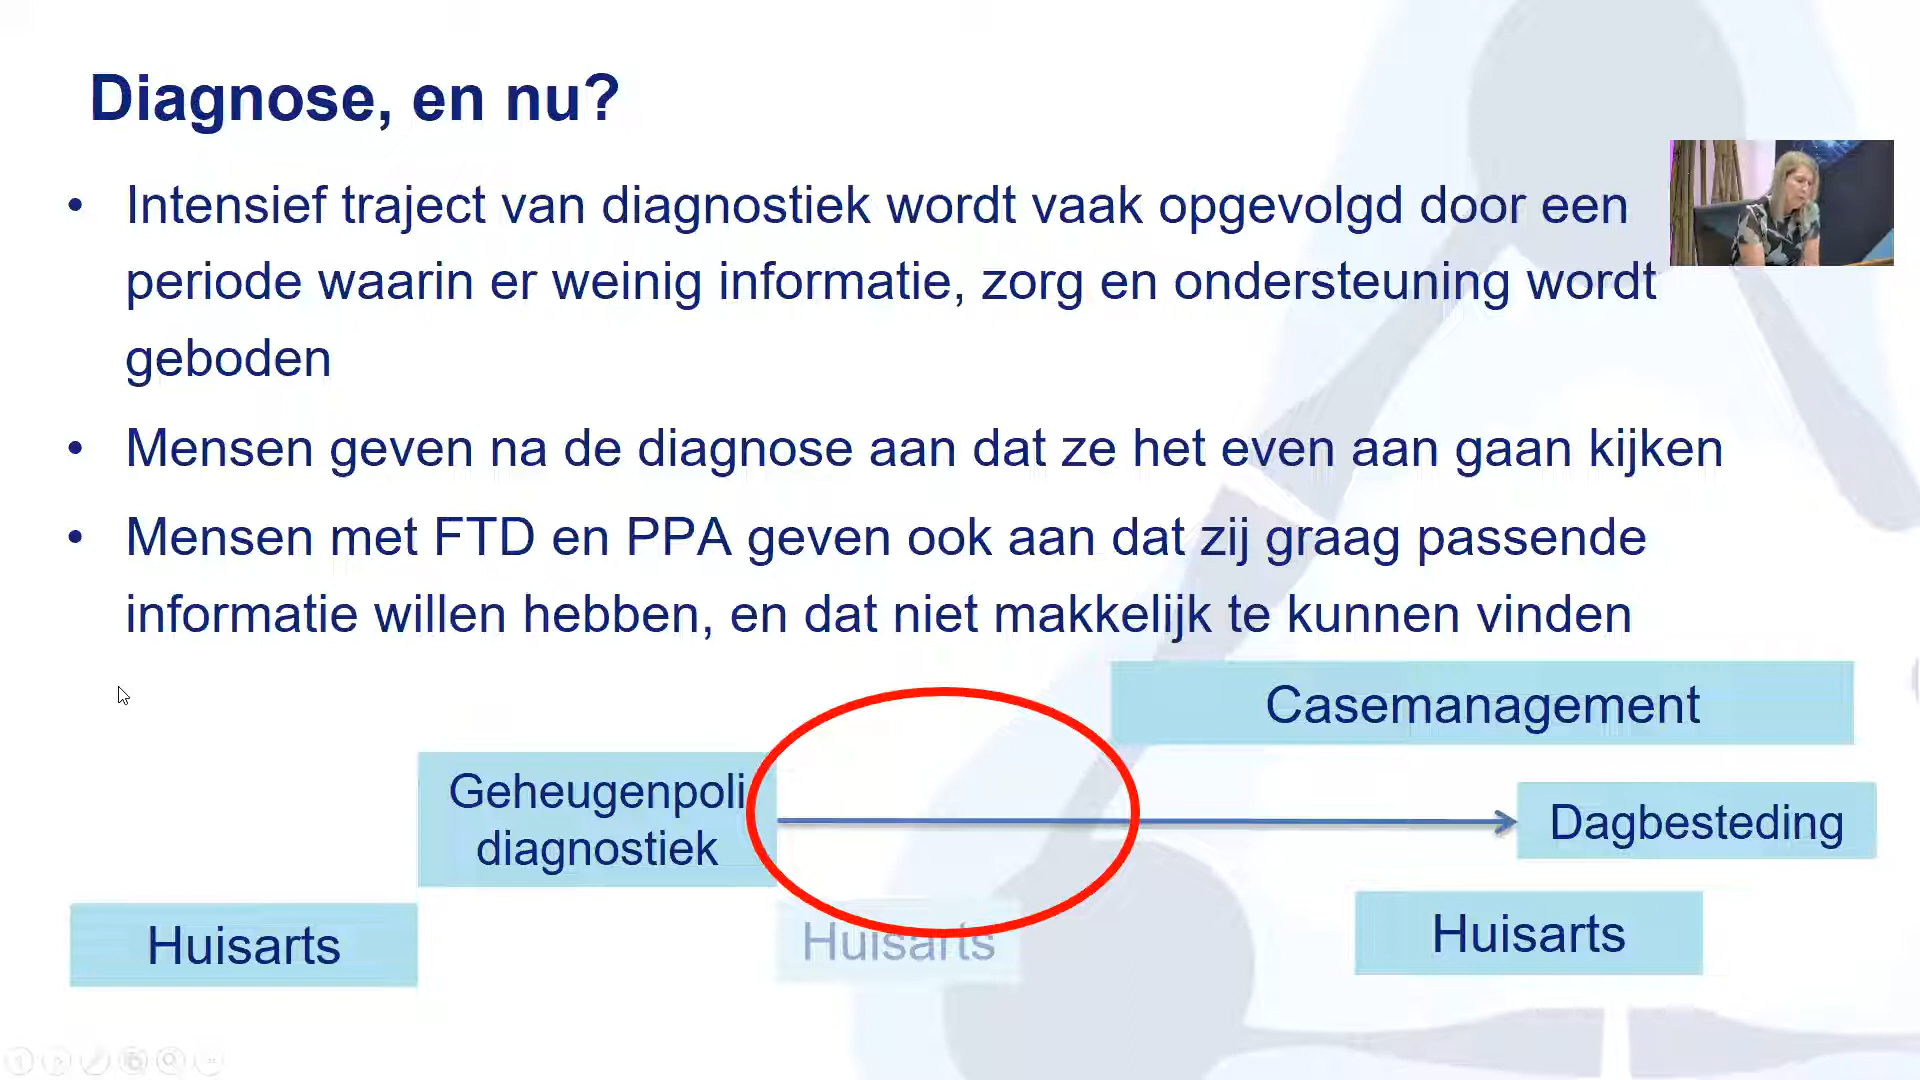 Diagnose, en nu?
• Intensief traject van diagnostiek wordt vaak opgevolgd door een
periode waarin er weinig informatie, zorg en ondersteuning wordt
geboden
• Mensen geven na de diagnose aan dat ze het even aan gaan kijken
• Mensen met FTD en PPA geven ook aan dat zij graag passende
informatie willen hebben, en dat niet makkelijk te kunnen vinden
Casemanagement
Geheugenpoli
diagnostiek
Dagbesteding
Huisarts
Huisarts
Huisarts